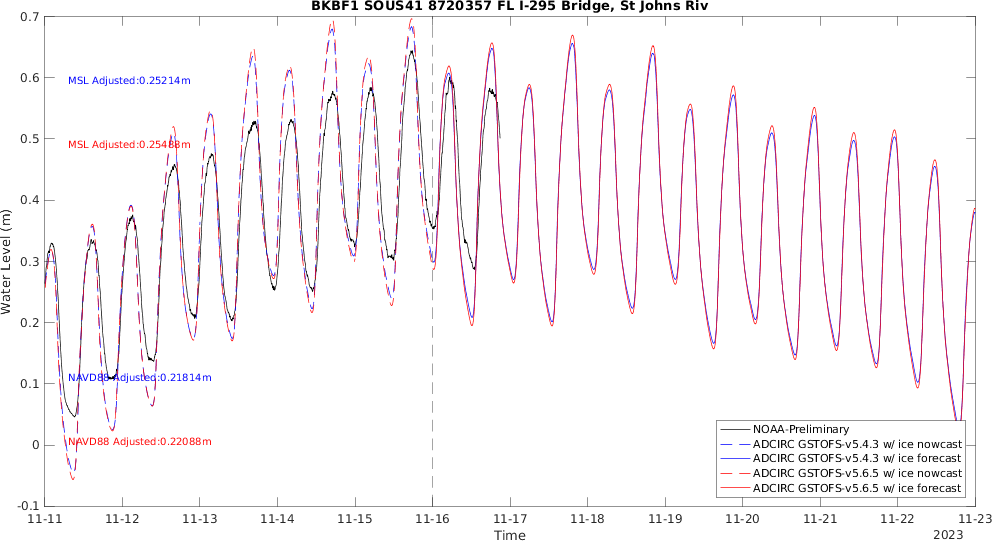 BKBF1 SOUS41 8720357 FL I-295 Bridge, St Johns Riv
0.7
0.6
0.5
0.4
0.3
0.2
0.1
0
-0.1
Water Level (m)
MSL Adjusted:0.25214m
MSL Adjusted:0.25488m
NAVD88 Adjusted:0.21814m
NAVD88 Adjusted:0.22088m
NOAA-Preliminary
ADCIRC GSTOFS-v5.4.3 w/ ice nowcast
ADCIRC GSTOFS-v5.4.3 w/ ice forecast
ADCIRC GSTOFS-v5.6.5 w/ ice nowcast
ADCIRC GSTOFS-v5.6.5 w/ ice forecast
11-11 11-12 11-13 11-14 11-15 11-16 11-17 11-18 11-19 11-20 11-21 11-22 11-23
Time
2023